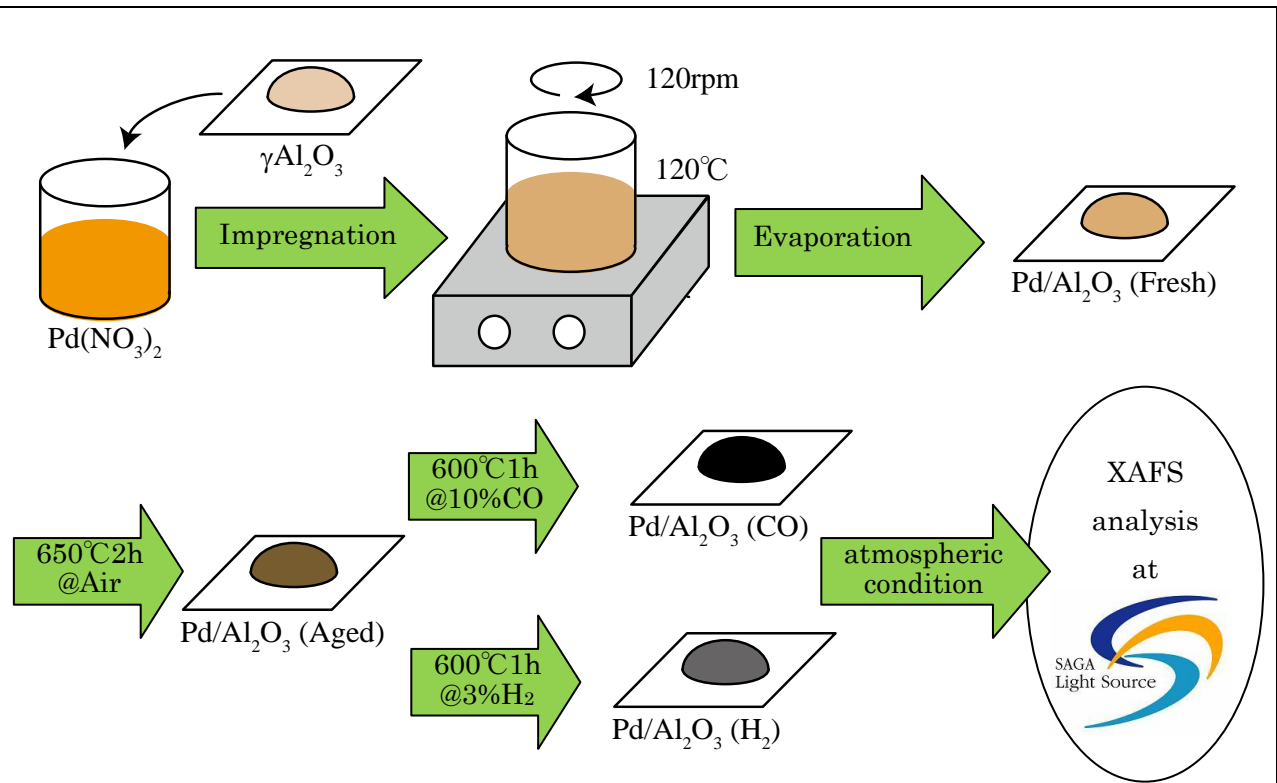 120rpm
γAl₂O₃
120℃
Impregnation
Evaporation
Pd(NO₃)₂
Pd/Al₂O₃ (Fresh)
600℃1h
@10%CO
Pd/Al₂O₃ (CO)
650℃2h
@Air
Pd/Al₂O₃ (Aged)
atmospheric
condition
600℃1h
@3%H₂
Pd/Al₂O₃ (H₂)
XAFS
analysis
at
SAGA
Light Source